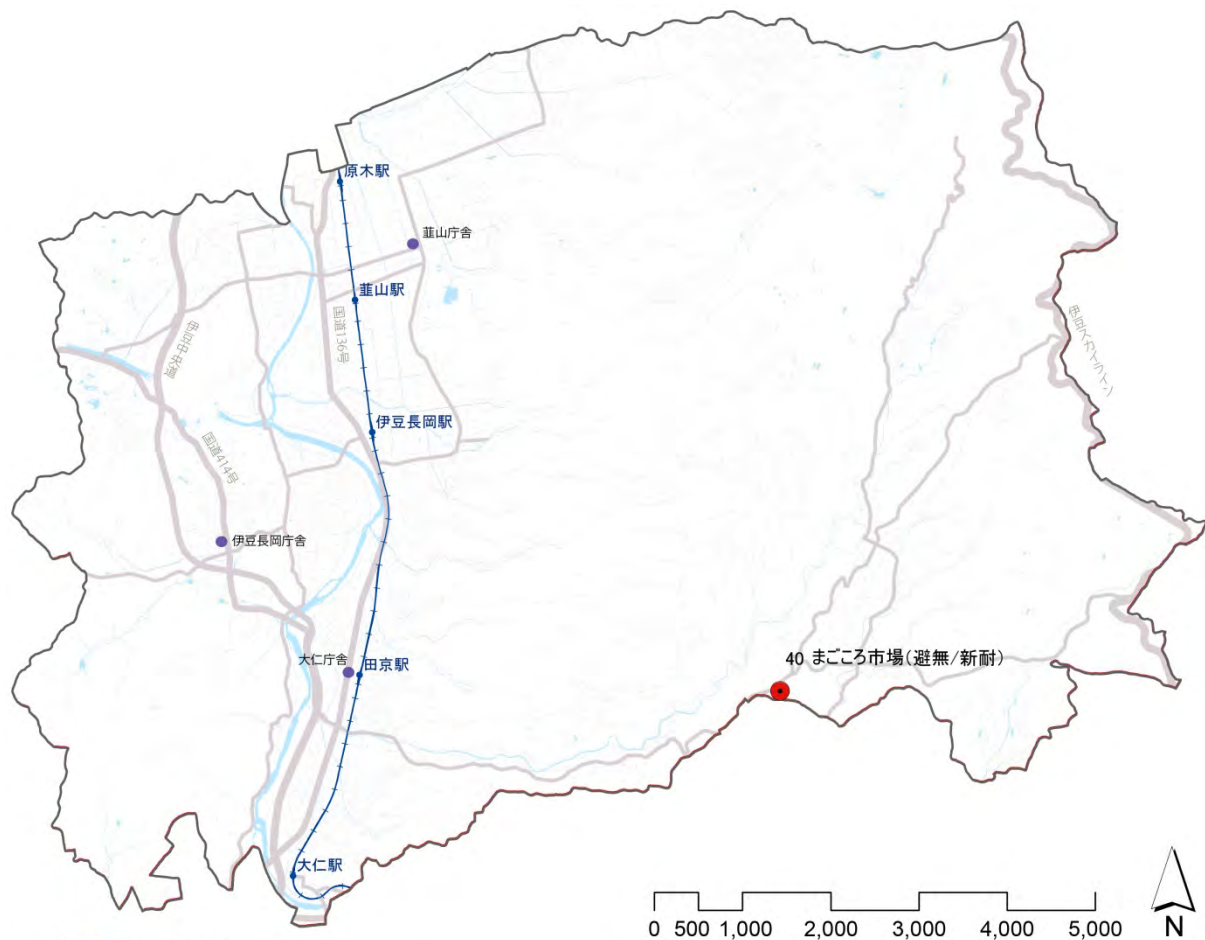 原木駅
韮山庁舎
韮山駅
国道136号
伊豆中央道
伊豆スカイライン
伊豆長岡駅
国道414号
伊豆長岡庁舎
大仁庁舎
田京駅
40 まごころ市場(避無/新耐)
大仁駅
0 500 1,000 2,000 3,000 4,000 5,000
N